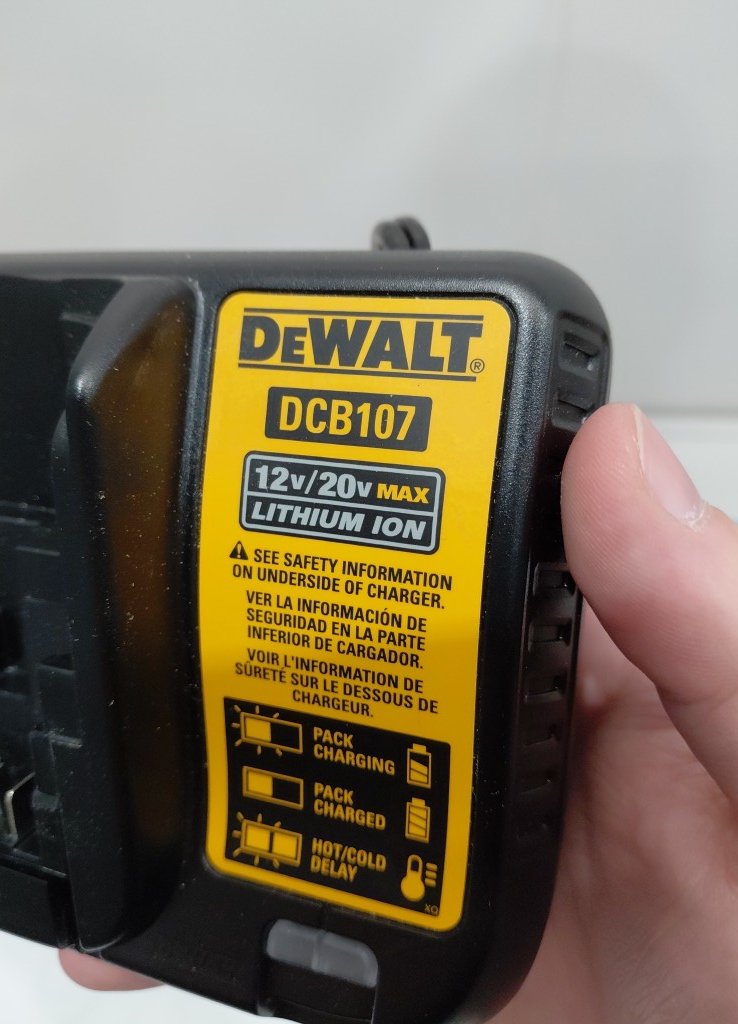 DEWALT®
DCB107
12V/20V MAX
LITHIUM ION
SEE SAFETY INFORMATION
ON UNDERSIDE OF CHARGER.
VER LA INFORMACIÓN DE
SEGURIDAD EN LA PARTE
INFERIOR DE CARGADOR.
VOIR L'INFORMATION DE
SÛRETÉ SUR LE DESSOUS DE
CHARGEUR.
PACK
CHARGING
PACK
CHARGED
HOT/COLD
DELAY